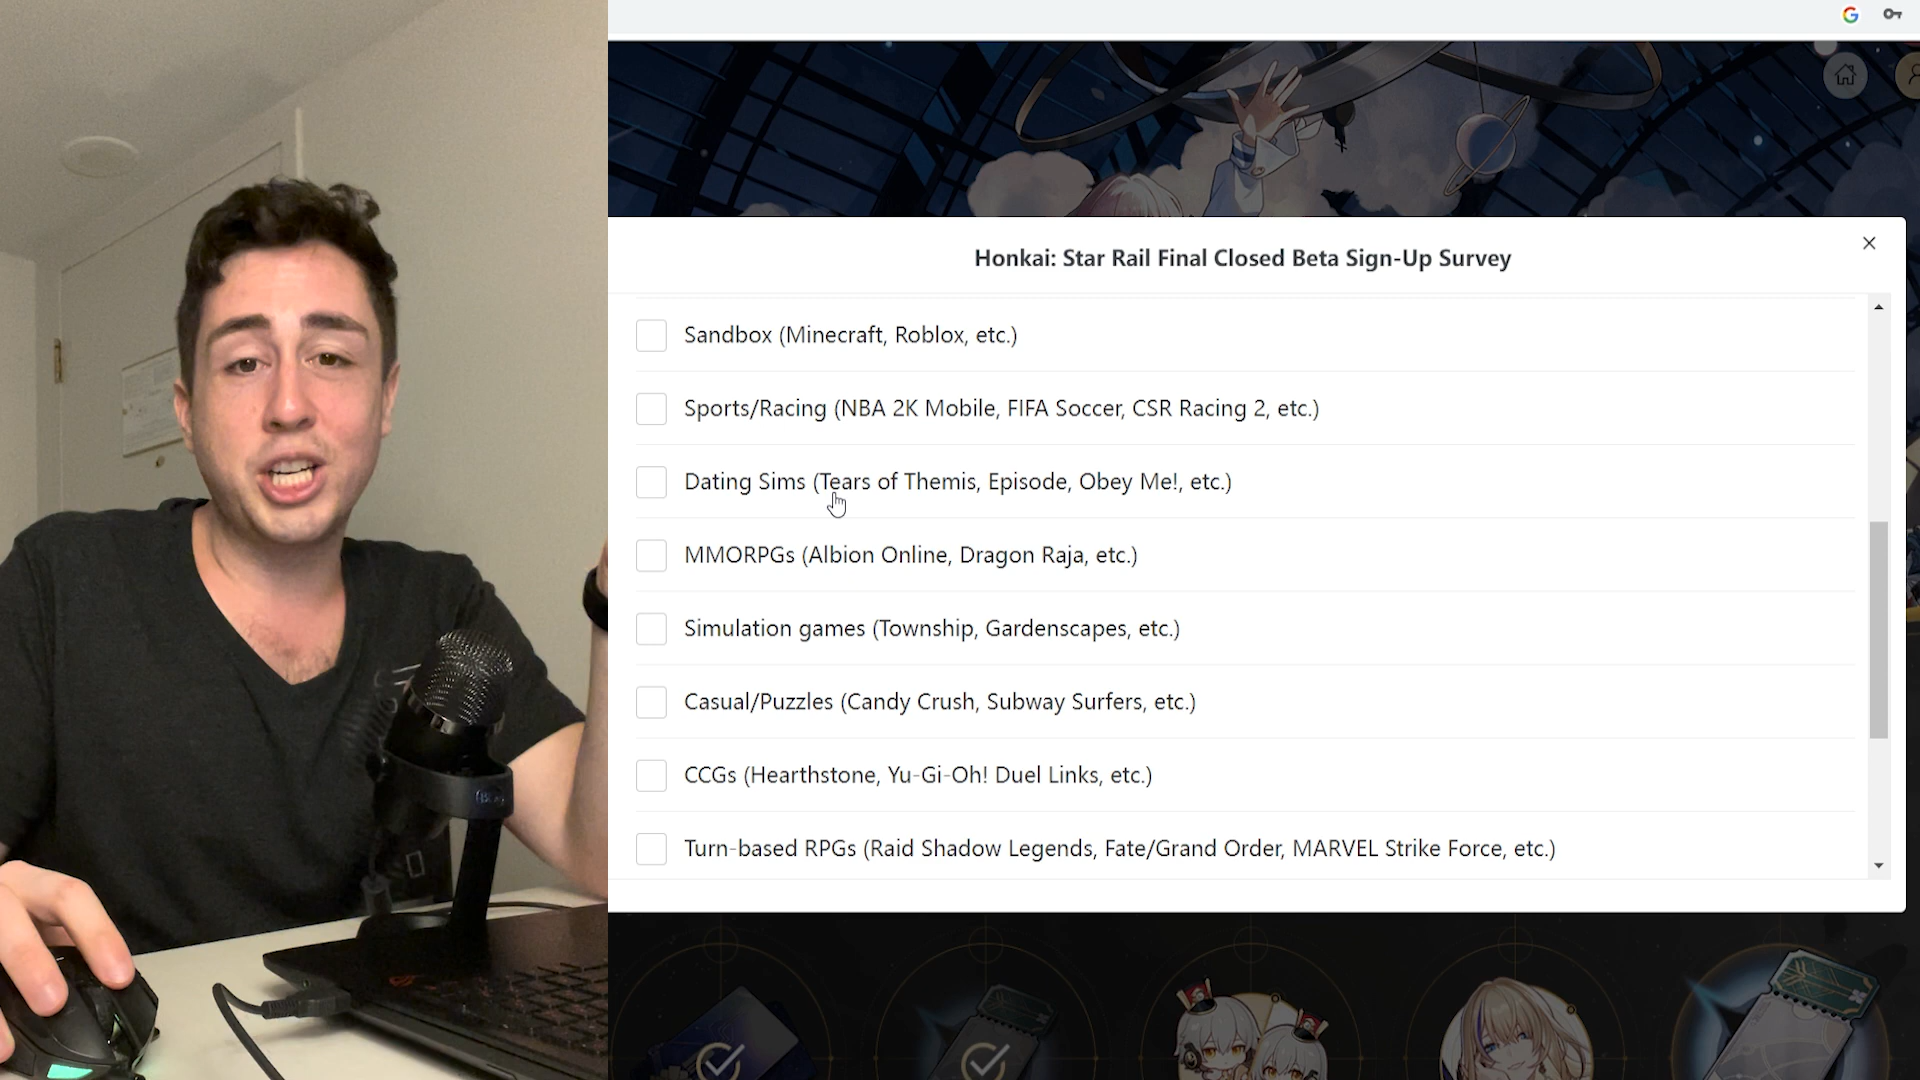 Honkai: Star Rail Final Closed Beta Sign-Up Survey
Sandbox (Minecraft, Roblox, etc.)
Sports/Racing (NBA 2K Mobile, FIFA Soccer, CSR Racing 2, etc.)
Dating Sims (Tears of Themis, Episode, Obey Me!, etc.)
MMORPGs (Albion Online, Dragon Raja, etc.)
Simulation games (Township, Gardenscapes, etc.)
Casual/Puzzles (Candy Crush, Subway Surfers, etc.)
CCGs (Hearthstone, Yu-Gi-Oh! Duel Links, etc.)
Turn-based RPGs (Raid Shadow Legends, Fate/Grand Order, MARVEL Strike Force, etc.)